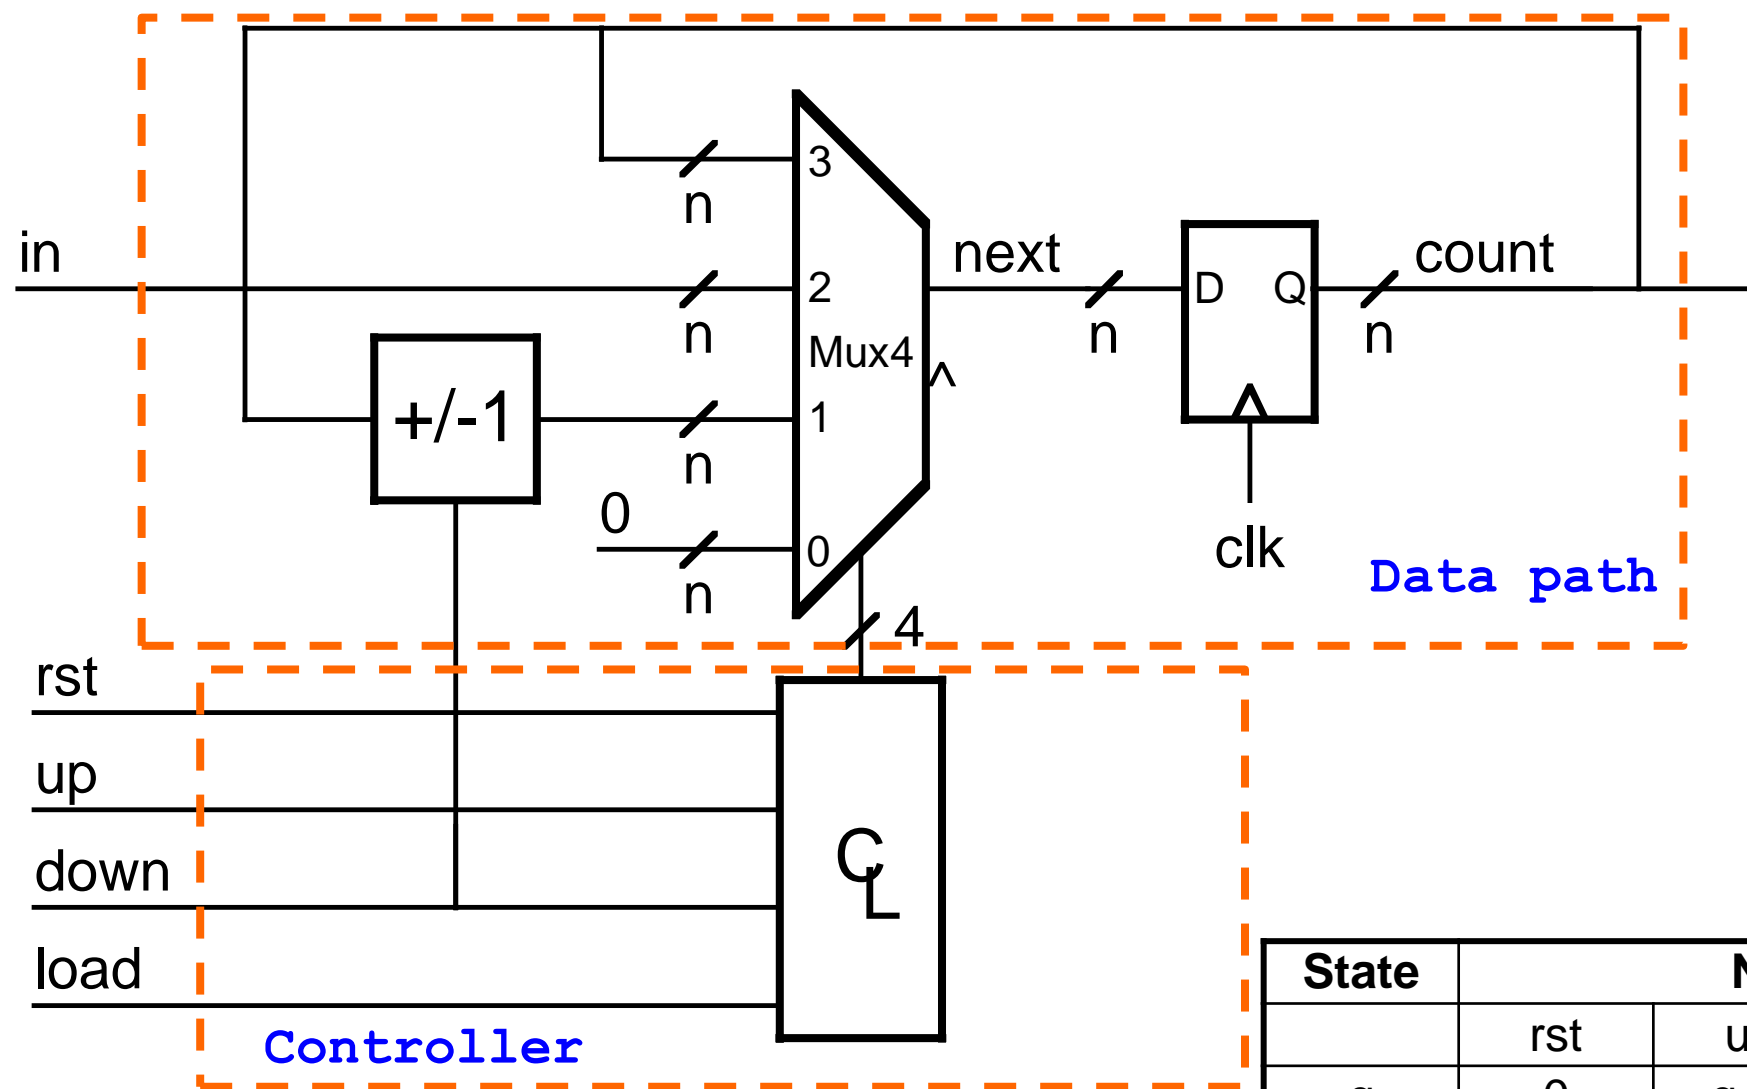 3
n
in
2
n
next
n
D Q
count
n
Mux4
^
+/-1
1
n
0
0
n
clk
Data path
4
rst
up
down
load
CL
Controller
State
rst
0